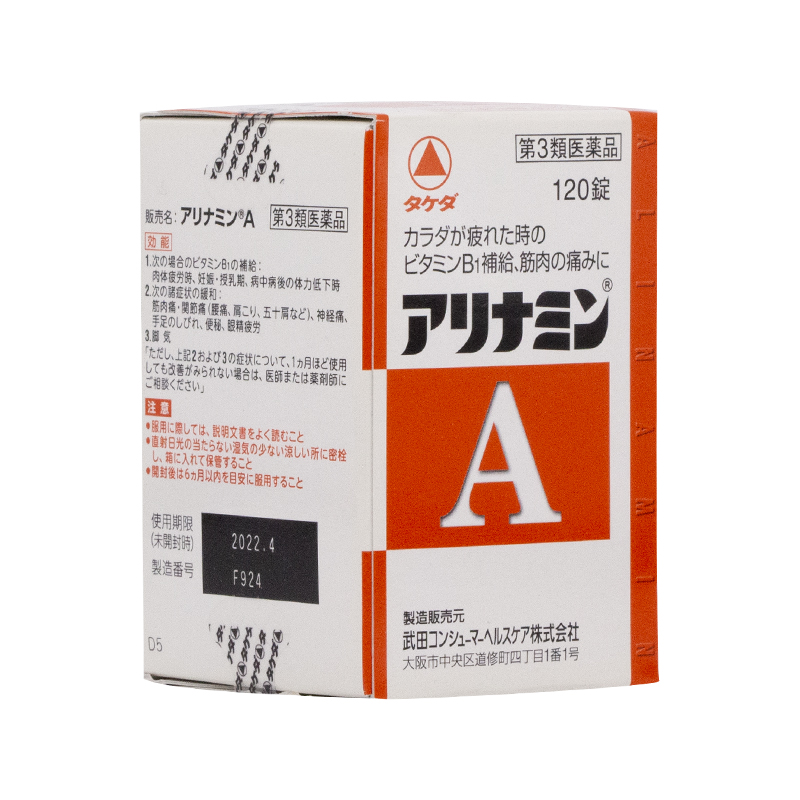 販売名：アリナミン®A 第3類医薬品
効能
1.次の場合のビタミンB1の補給：
肉体疲労時、妊娠・授乳期、病中病後の体力低下時
2.次の諸症状の緩和：
筋肉痛・関節痛（腰痛、肩こり、五十肩など）、神経痛、
手足のしびれ、便秘、眼精疲労
3.脚気
「ただし、上記2および3の症状について、1ヵ月ほど使用
しても改善がみられない場合は、医師または薬剤師に
ご相談ください」
注意
●服用に際しては、説明文書をよく読むこと
●直射日光の当たらない湿気の少ない涼しい所に密栓
し、箱に入れて保管すること
●開封後は6ヵ月以内を目安に服用すること
使用期限
(未開封時)
2022.4
製造番号
F924
D5
タケダ
第3類医薬品
120錠
カラダが疲れた時の
ビタミンB1補給、筋肉の痛みに
アリナミン®
A
製造販売元
武田コンシューマーヘルスケア株式会社
大阪市中央区道修町四丁目1番1号
ALINAMIN